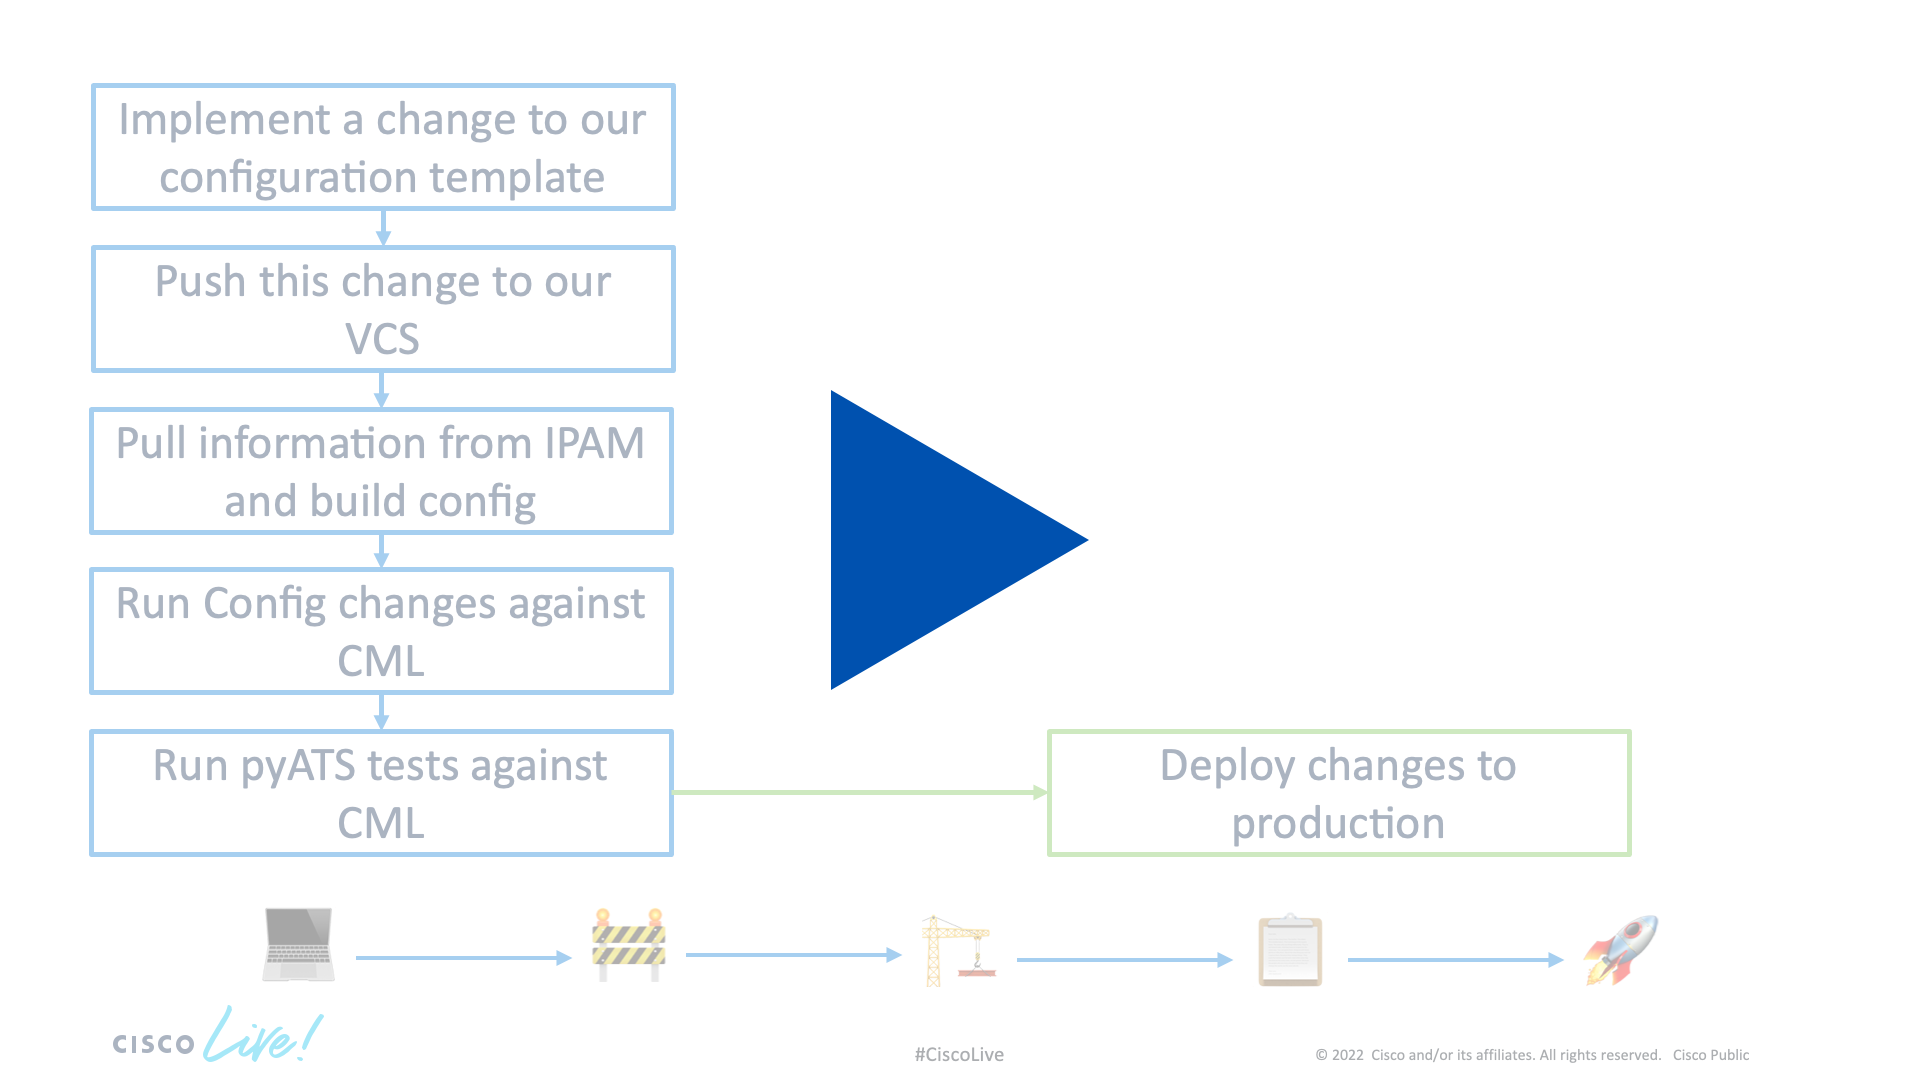 Implement a change to our
configuration template
Push this change to our
VCS
Pull information from IPAM
and build config
Run Config changes against
CML
Run pyATS tests against
CML
Deploy changes to
production
CISCO Live!
#CiscoLive
© 2022 Cisco and/or its affiliates. All rights reserved. Cisco Public